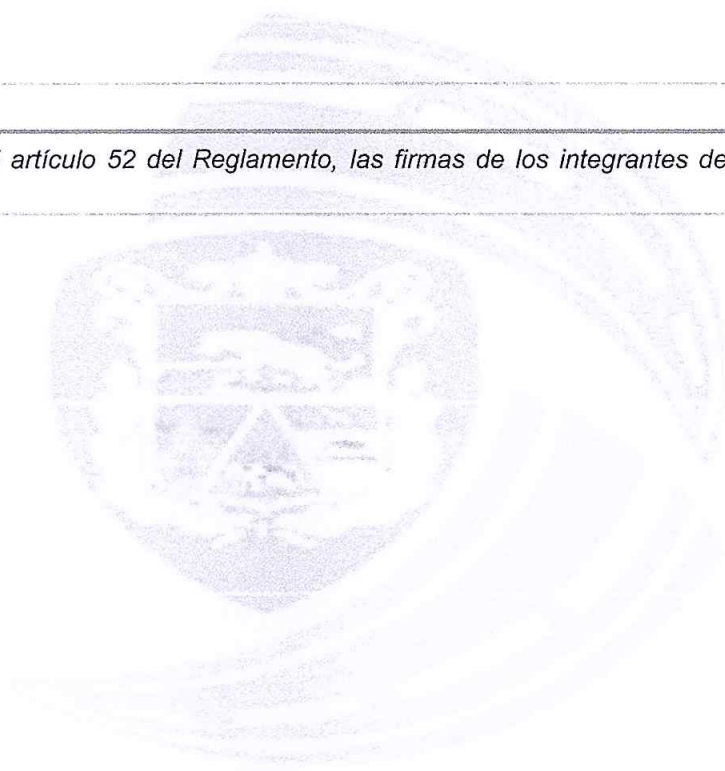 artículo 52 del Reglamento, las firmas de los integrantes de